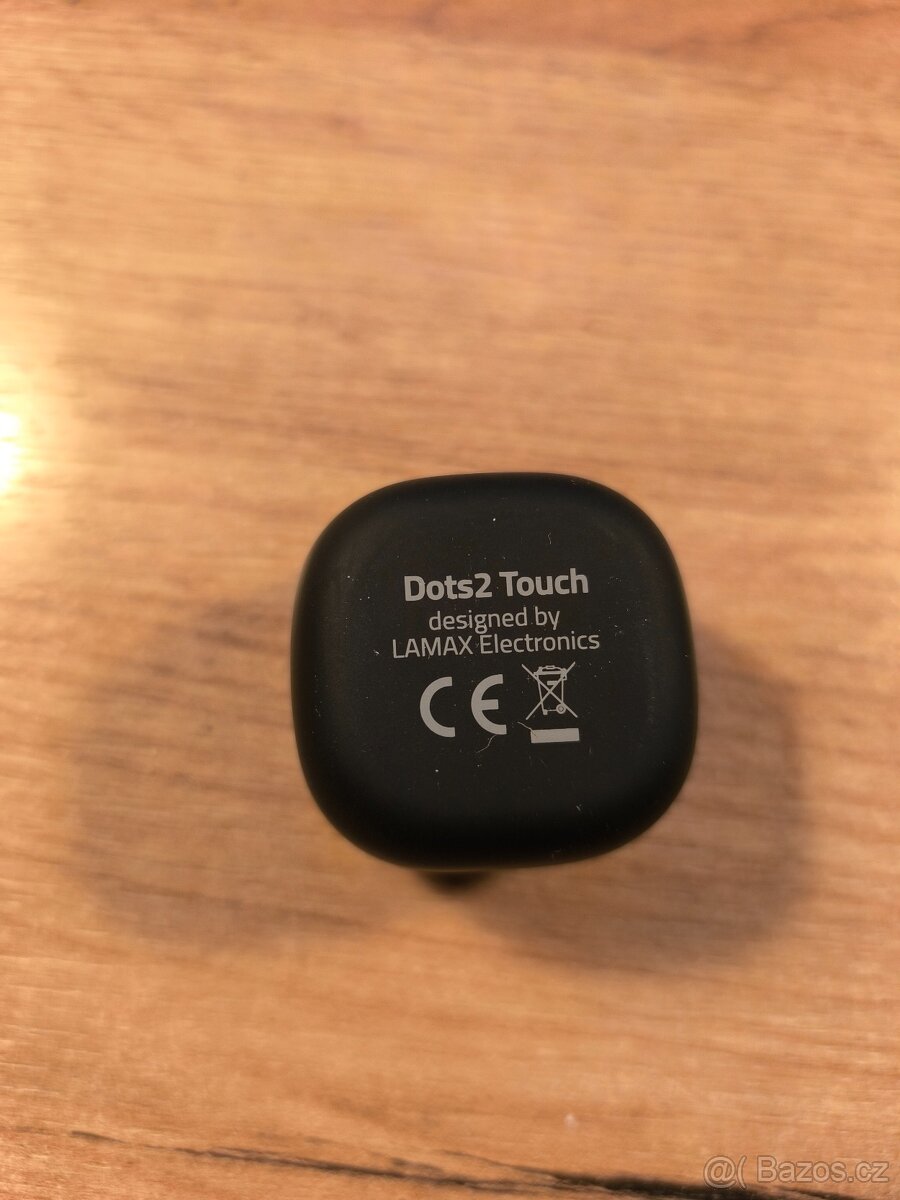 Dots2 Touch
designed by
LAMAX Electronics
CE
@( Bazos.cz